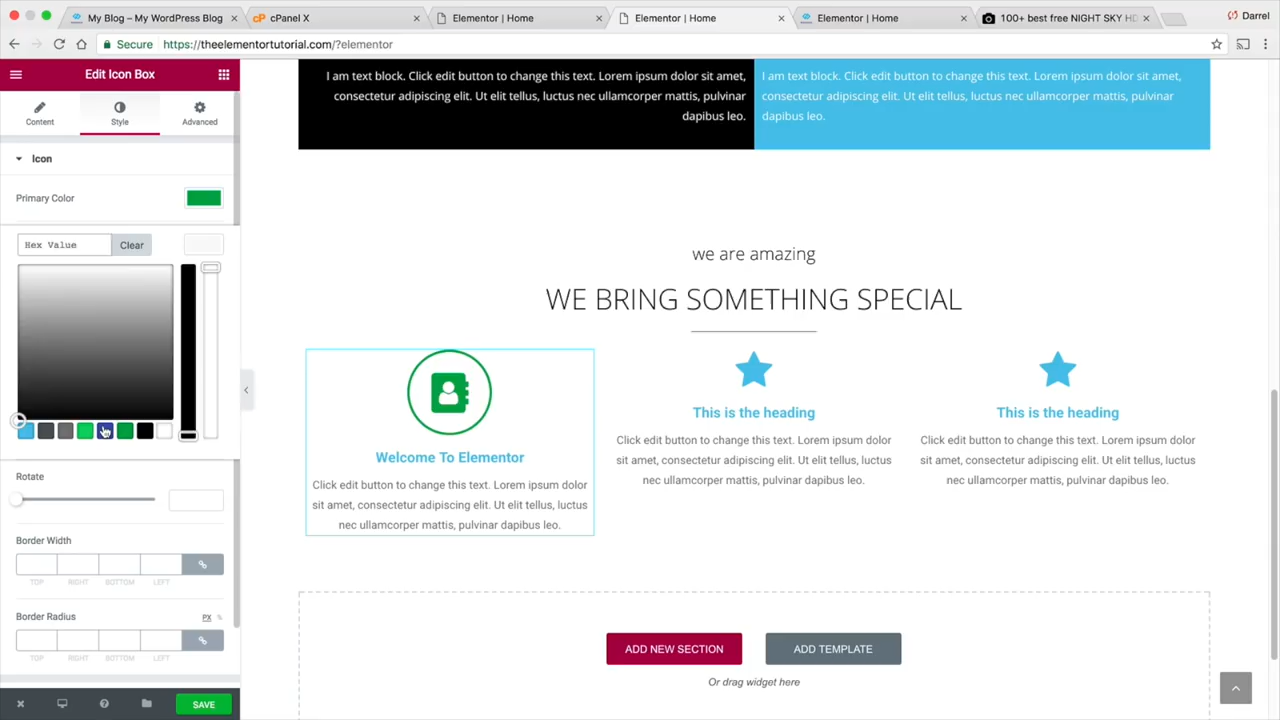 My Blog – My WordPress Blog
cPanel X
Elementor | Home
Elementor | Home
Elementor | Home
100+ best free NIGHT SKY HD
Darrel
Secure
https://theelementortutorial.com/?elementor
Edit Icon Box
Content
Style
Advanced
Icon
Primary Color
Hex Value
Clear
Rotate
Border Width
TOP RIGHT BOTTOM LEFT
Border Radius
PX %
TOP RIGHT BOTTOM LEFT
SAVE
I am text block. Click edit button to change this text. Lorem ipsum dolor sit amet,
consectetur adipiscing elit. Ut elit tellus, luctus nec ullamcorper mattis, pulvinar
dapibus leo.
I am text block. Click edit button to change this text. Lorem ipsum dolor sit amet,
consectetur adipiscing elit. Ut elit tellus, luctus nec ullamcorper mattis, pulvinar
dapibus leo.
we are amazing
WE BRING SOMETHING SPECIAL
Welcome To Elementor
Click edit button to change this text. Lorem ipsum dolor
sit amet, consectetur adipiscing elit. Ut elit tellus, luctus
nec ullamcorper mattis, pulvinar dapibus leo.
This is the heading
Click edit button to change this text. Lorem ipsum dolor
sit amet, consectetur adipiscing elit. Ut elit tellus, luctus
nec ullamcorper mattis, pulvinar dapibus leo.
This is the heading
Click edit button to change this text. Lorem ipsum dolor
sit amet, consectetur adipiscing elit. Ut elit tellus, luctus
nec ullamcorper mattis, pulvinar dapibus leo.
ADD NEW SECTION
ADD TEMPLATE
Or drag widget here